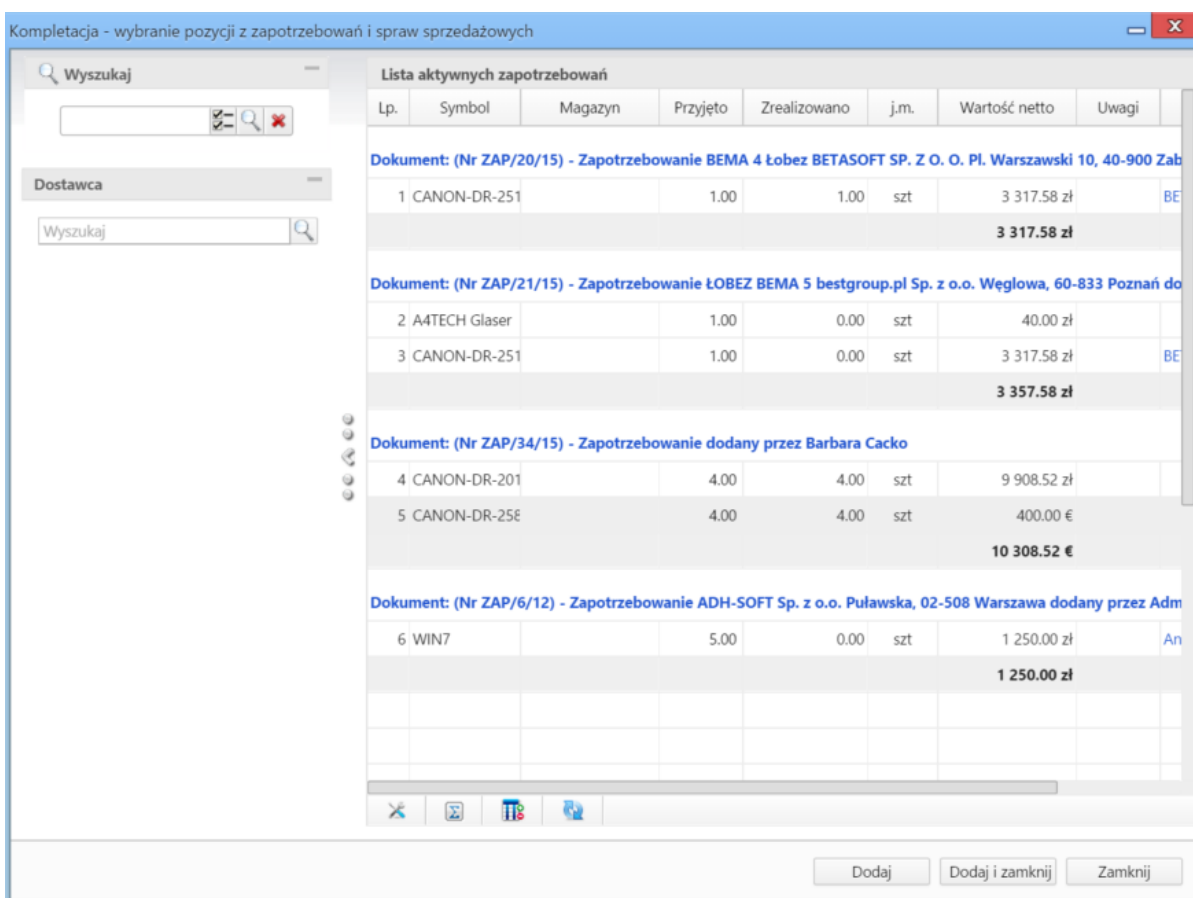 Kompletacja - wybranie pozycji z zapotrzebowań i spraw sprzedażowych
Wyszukaj
Dostawca
Wyszukaj
Lista aktywnych zapotrzebowań
Lp. Symbol Magazyn Przyjęto Zrealizowano j.m. Wartość netto Uwagi
Dokument: (Nr ZAP/20/15) - Zapotrzebowanie BEMA 4 Łobez BETASOFT SP. Z O. O. Pl. Warszawski 10, 40-900 Zab
1 CANON-DR-251 1.00 1.00 szt 3 317.58 zł BE
3 317.58 zł
Dokument: (Nr ZAP/21/15) - Zapotrzebowanie ŁOBEZ BEMA 5 bestgroup.pl Sp. z o.o. Węglowa, 60-833 Poznań do
2 A4TECH Glaser 1.00 0.00 szt 40.00 zł
3 CANON-DR-251 1.00 0.00 szt 3 317.58 zł BE
3 357.58 zł
Dokument: (Nr ZAP/34/15) - Zapotrzebowanie dodany przez Barbara Cacko
4 CANON-DR-201 4.00 4.00 szt 9 908.52 zł
5 CANON-DR-258 4.00 4.00 szt 400.00 €
10 308.52 €
Dokument: (Nr ZAP/6/12) - Zapotrzebowanie ADH-SOFT Sp. z o.o. Puławska, 02-508 Warszawa dodany przez Adm
6 WIN7 5.00 0.00 szt 1 250.00 zł An
1 250.00 zł
Dodaj Dodaj i zamknij Zamknij